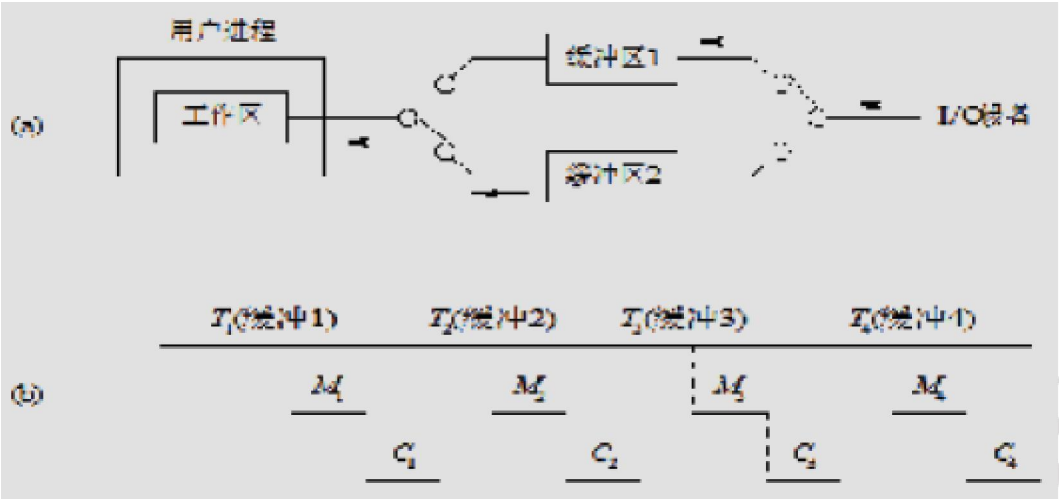 用户进程
(a)
工作区
缓冲区1
I/O设备
缓冲区2
T1(缓冲1) T2(缓冲2) T3(缓冲3) T4(缓冲4)
(b)
M1 M2 M3 M4
C1 C2 C3 C4